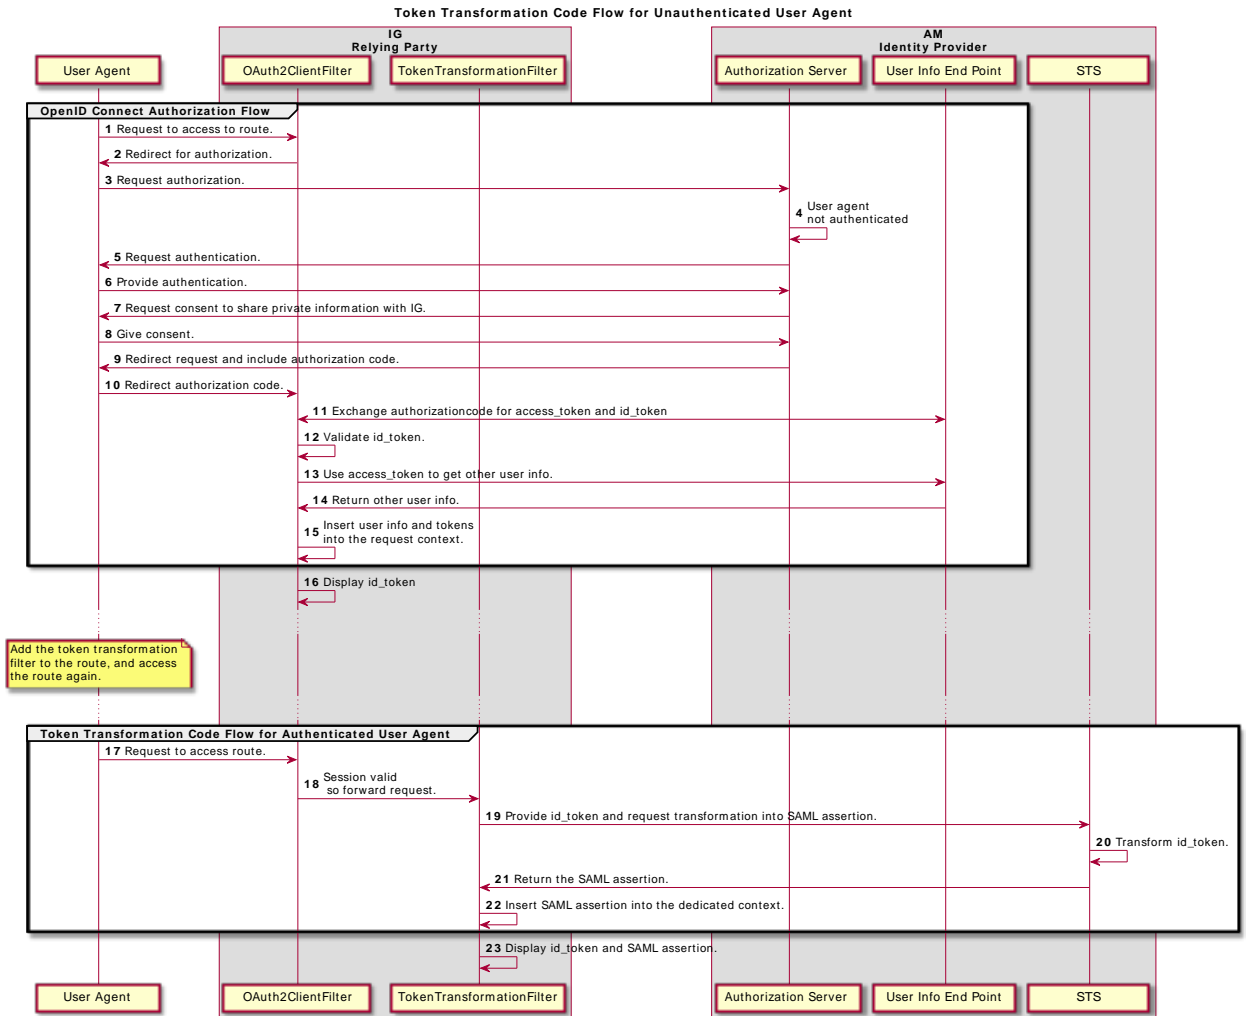 Token Transformation Code Flow for Unauthenticated User Agent
IG
Relying Party
AM
Identity Provider
User Agent
OAuth2ClientFilter
TokenTransformationFilter
Authorization Server
User Info End Point
STS
OpenID Connect Authorization Flow
1 Request to access to route.
2 Redirect for authorization.
3 Request authorization.
4 User agent
not authenticated
5 Request authentication.
6 Provide authentication.
7 Request consent to share private information with IG.
8 Give consent.
9 Redirect request and include authorization code.
10 Redirect authorization code.
11 Exchange authorizationcode for access_token and id_token
12 Validate id_token.
13 Use access_token to get other user info.
14 Return other user info.
15 Insert user info and tokens
into the request context.
16 Display id_token
Add the token transformation
filter to the route, and access
the route again.
Token Transformation Code Flow for Authenticated User Agent
17 Request to access route.
18 Session valid
so forward request.
19 Provide id_token and request transformation into SAML assertion.
20 Transform id_token.
21 Return the SAML assertion.
22 Insert SAML assertion into the dedicated context.
23 Display id_token and SAML assertion.
User Agent
OAuth2ClientFilter
TokenTransformationFilter
Authorization Server
User Info End Point
STS